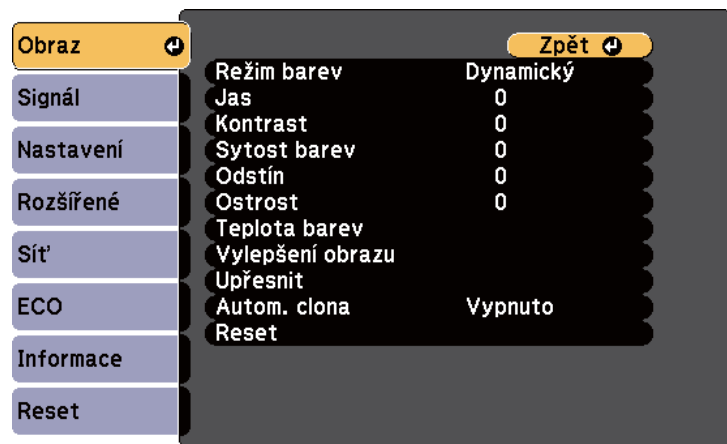 Obraz
Signál
Nastavení
Rozšířené
Síť
ECO
Informace
Reset
Zpět
Režim barev Dynamický
Jas 0
Kontrast 0
Sytost barev 0
Odstín 0
Ostrost 0
Teplota barev
Vylepšení obrazu
Upřesnit
Autom. clona Vypnuto
Reset